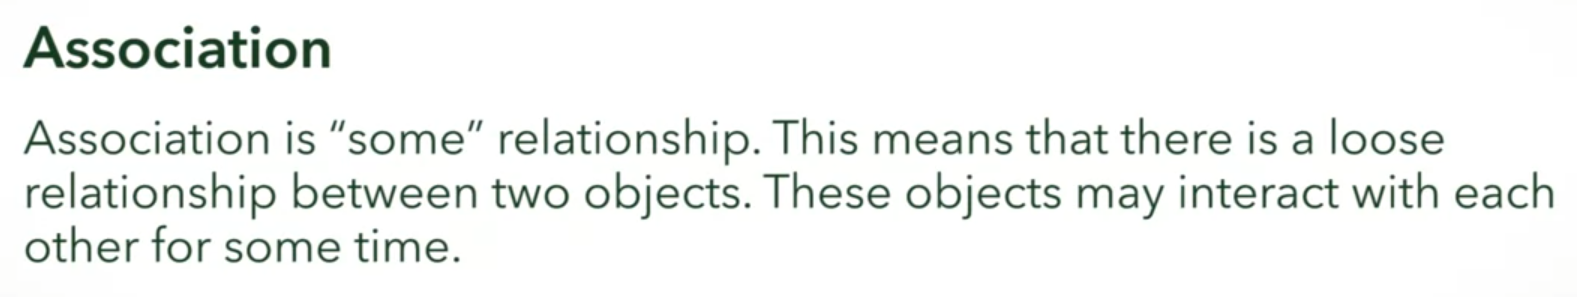 Association
Association is “some” relationship. This means that there is a loose
relationship between two objects. These objects may interact with each
other for some time.